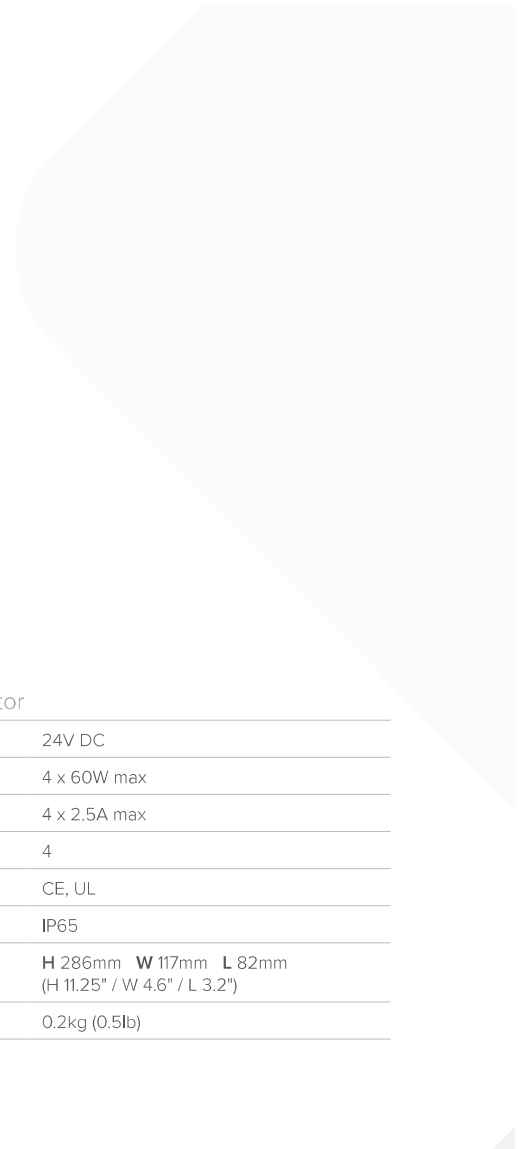 tor
24V DC
4 x 60W max
4 x 2.5A max
4
CE, UL
IP65
H 286mm W 117mm L 82mm
(H 11.25" / W 4.6" / L 3.2")
0.2kg (0.5lb)